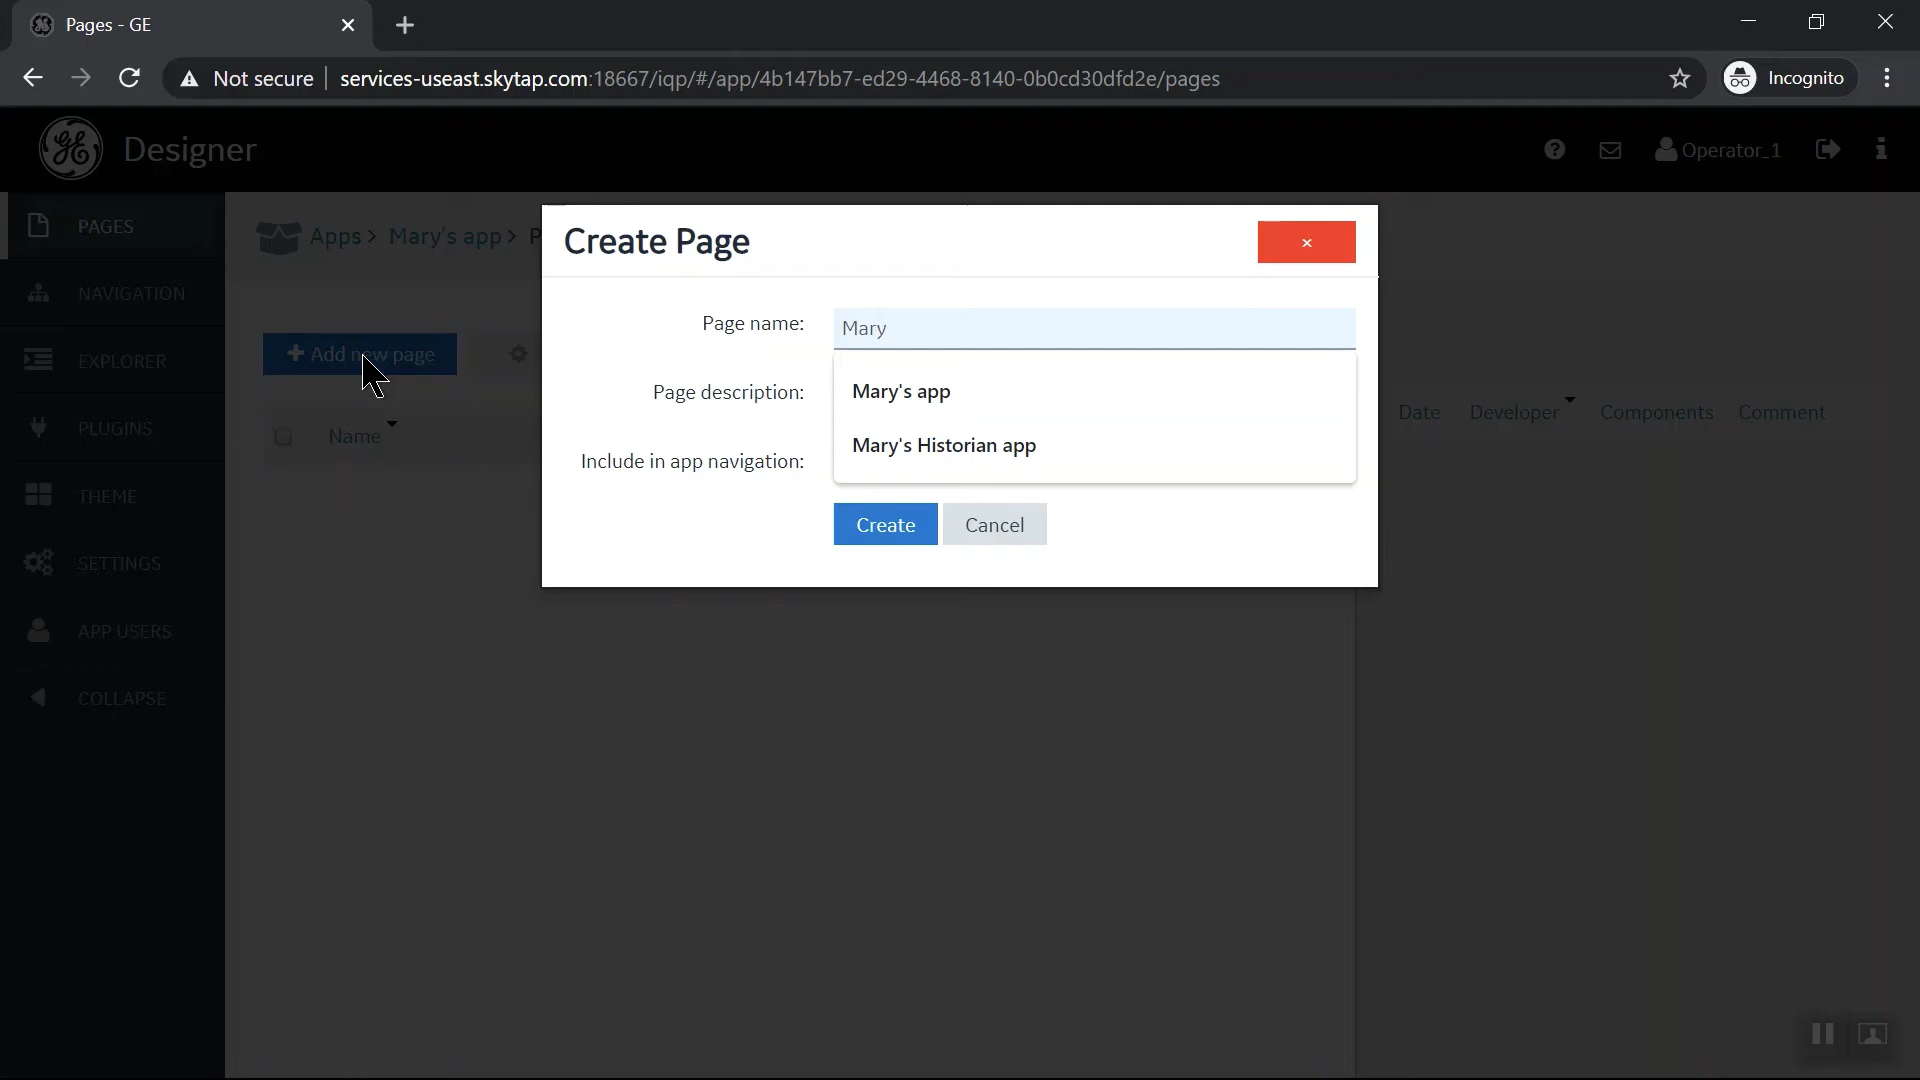 Pages - GE
Not secure services-useast.skytap.com:18667/iqp/#/app/4b147bb7-ed29-4468-8140-0b0cd30dfd2e/pages Incognito
Designer
Operator_1
PAGES
NAVIGATION
EXPLORER
PLUGINS
THEME
SETTINGS
APP USERS
COLLAPSE
Apps > Mary's app > P
+ Add new page
Name
Create Page
×
Page name: Mary
Mary's app
Mary's Historian app
Page description:
Include in app navigation:
Create Cancel
Date Developer Components Comment